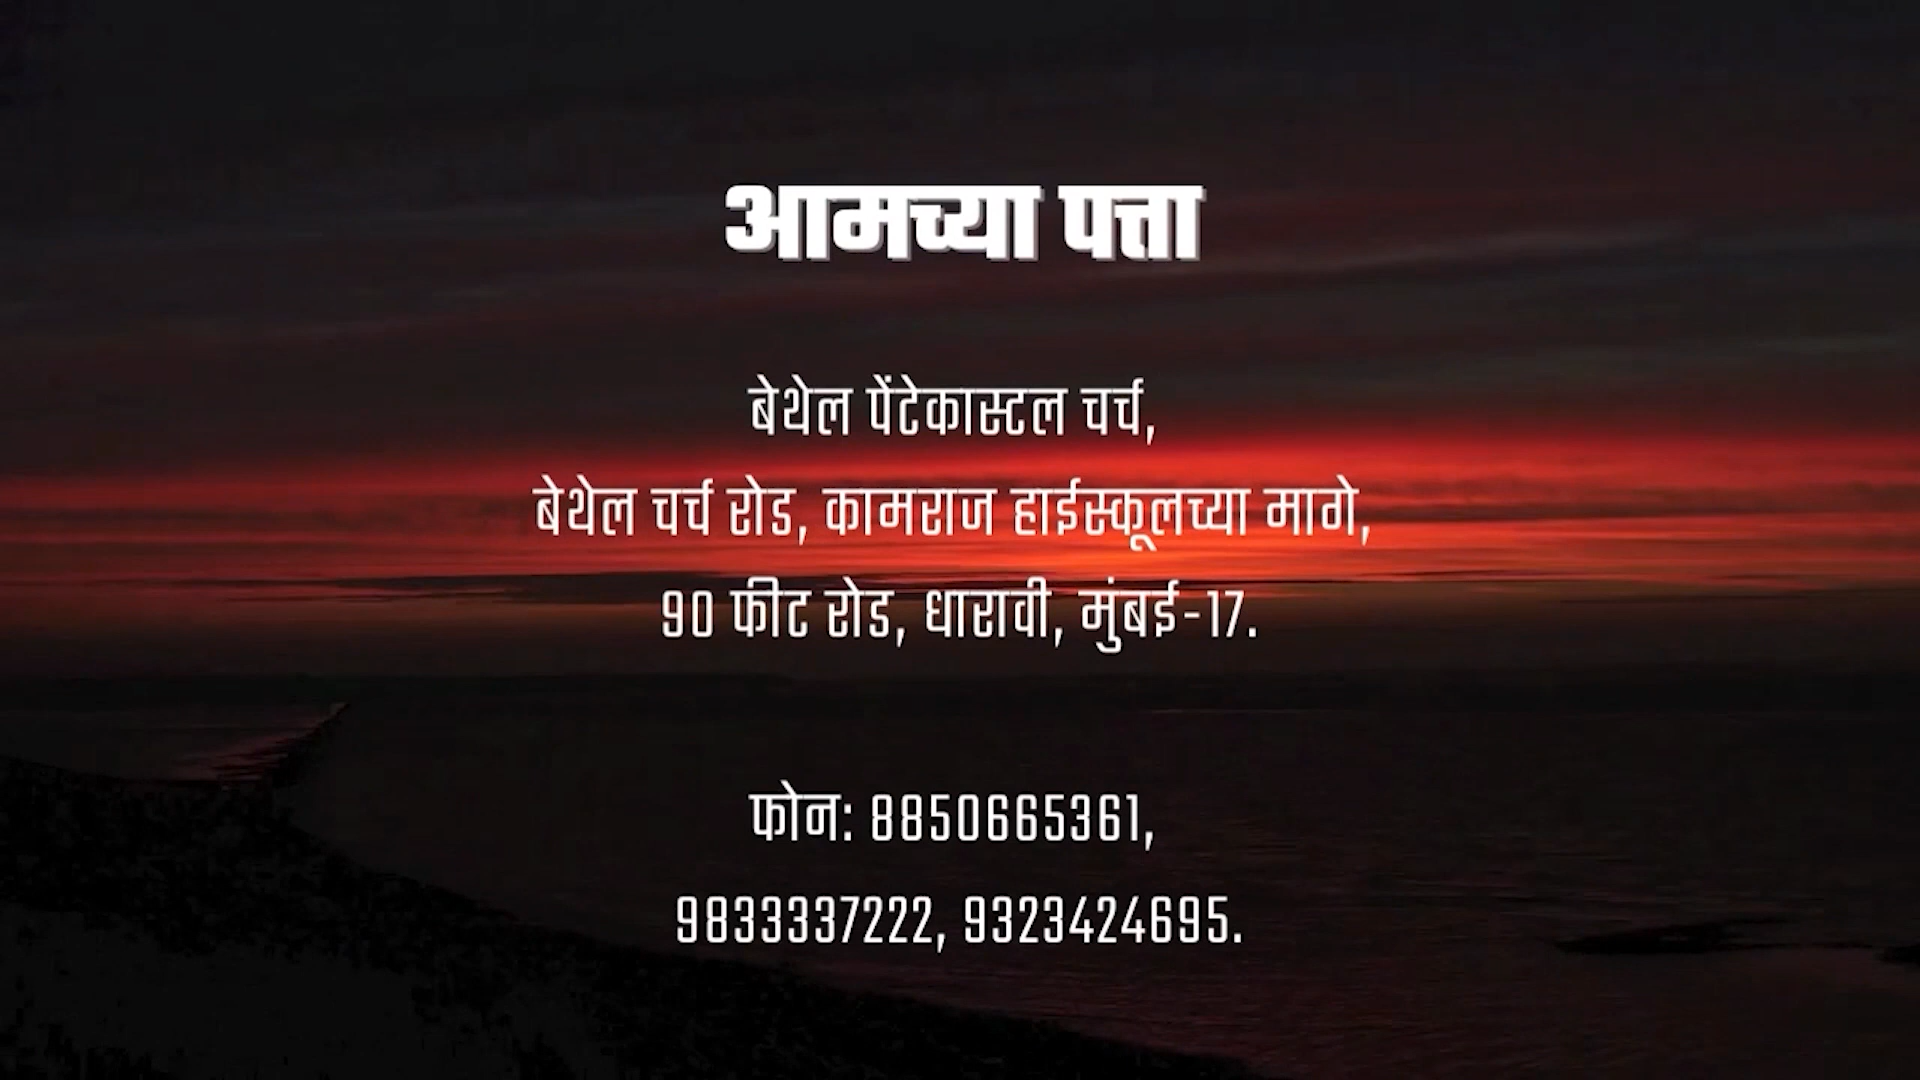 आमच्या पत्ता
बेथेल पेंटेकास्टल चर्च,
बेथेल चर्च रोड, कामराज हाईस्कूलच्या मागे,
90 फीट रोड, धारावी, मुंबई-17.
फोन: 8850665361,
9833337222, 9323424695.